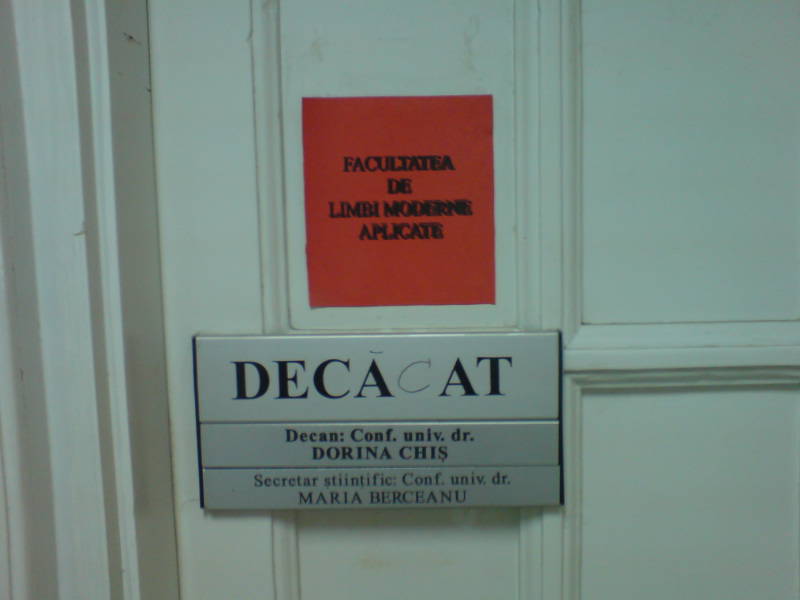 FACULTATEA
DE
LIMBI MODERNE
APLICATE
DECĂCAT
Decan: Conf. univ. dr.
DORINA CHIȘ
Secretar științific: Conf. univ. dr.
MARIA BERCEANU